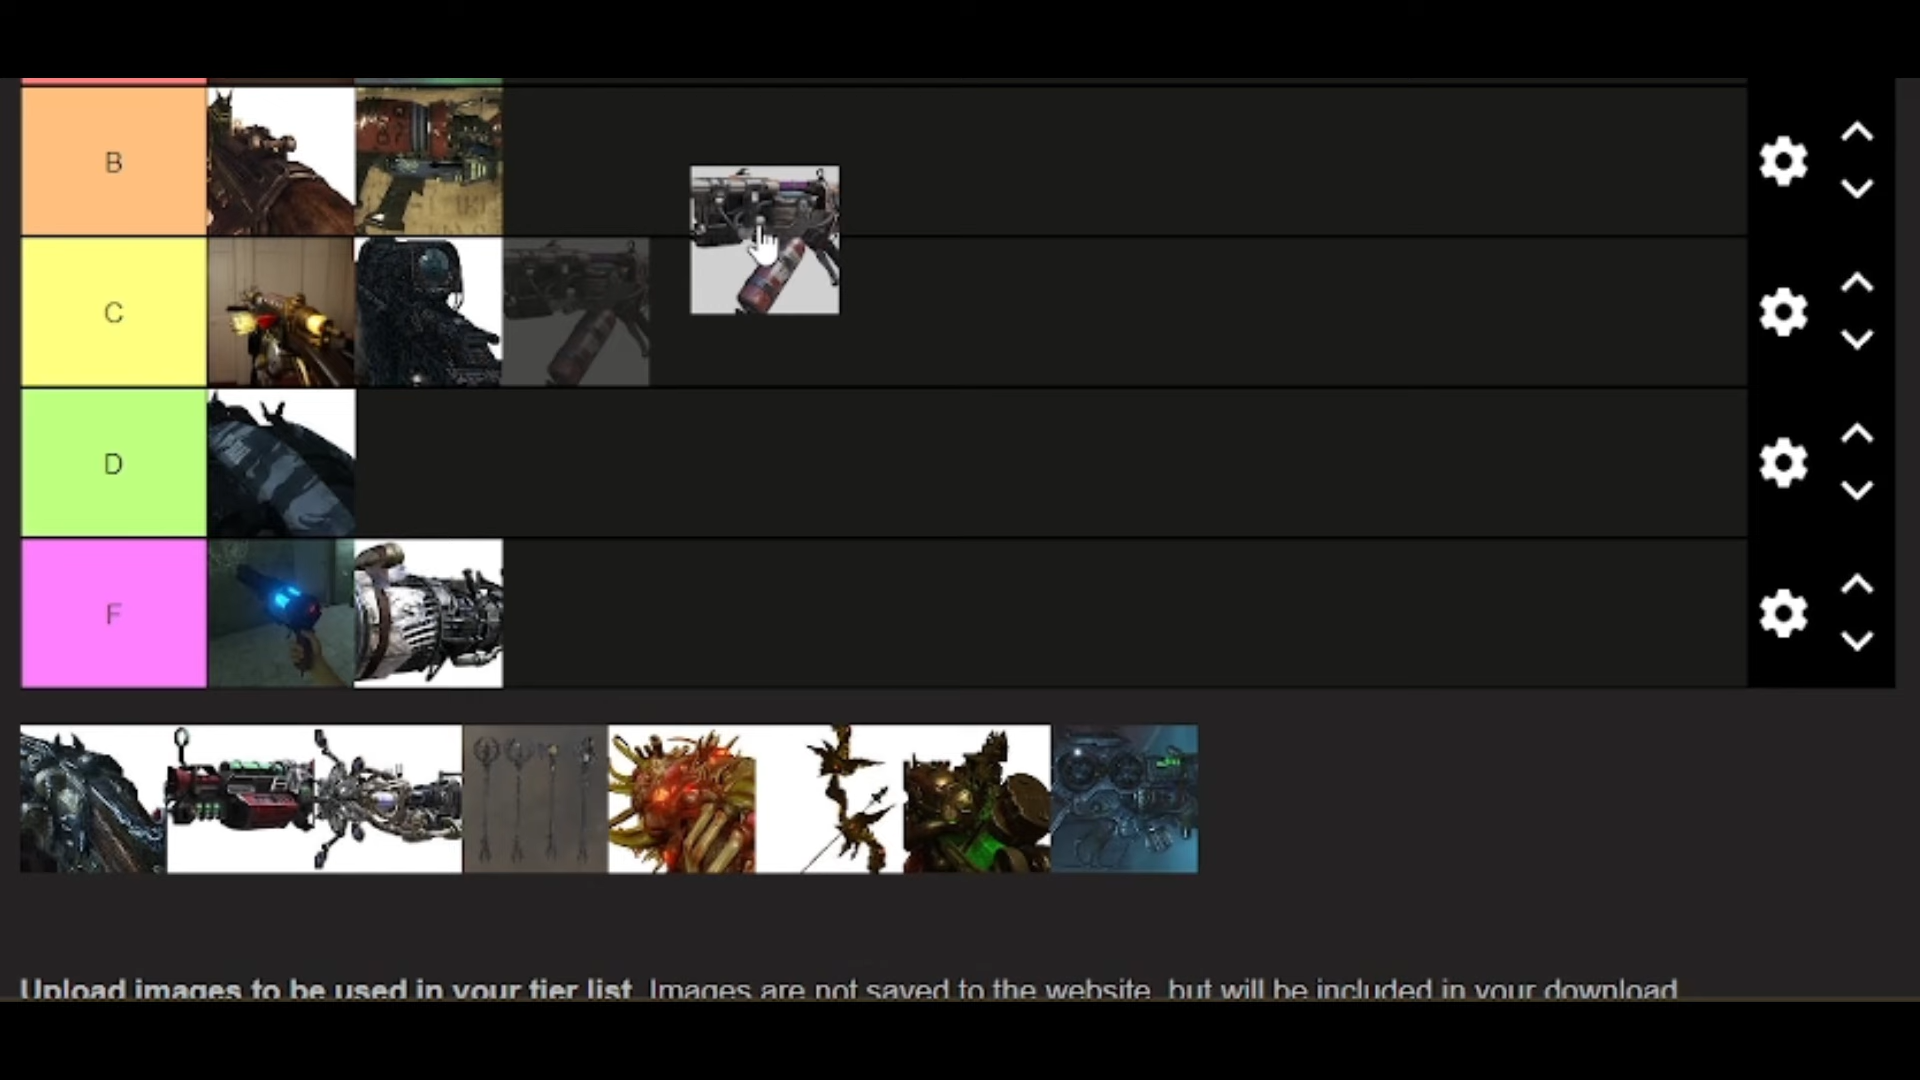 B
C
D
F
Upload images to be used in your tier list. Images are not saved to the website, but will be included in your download